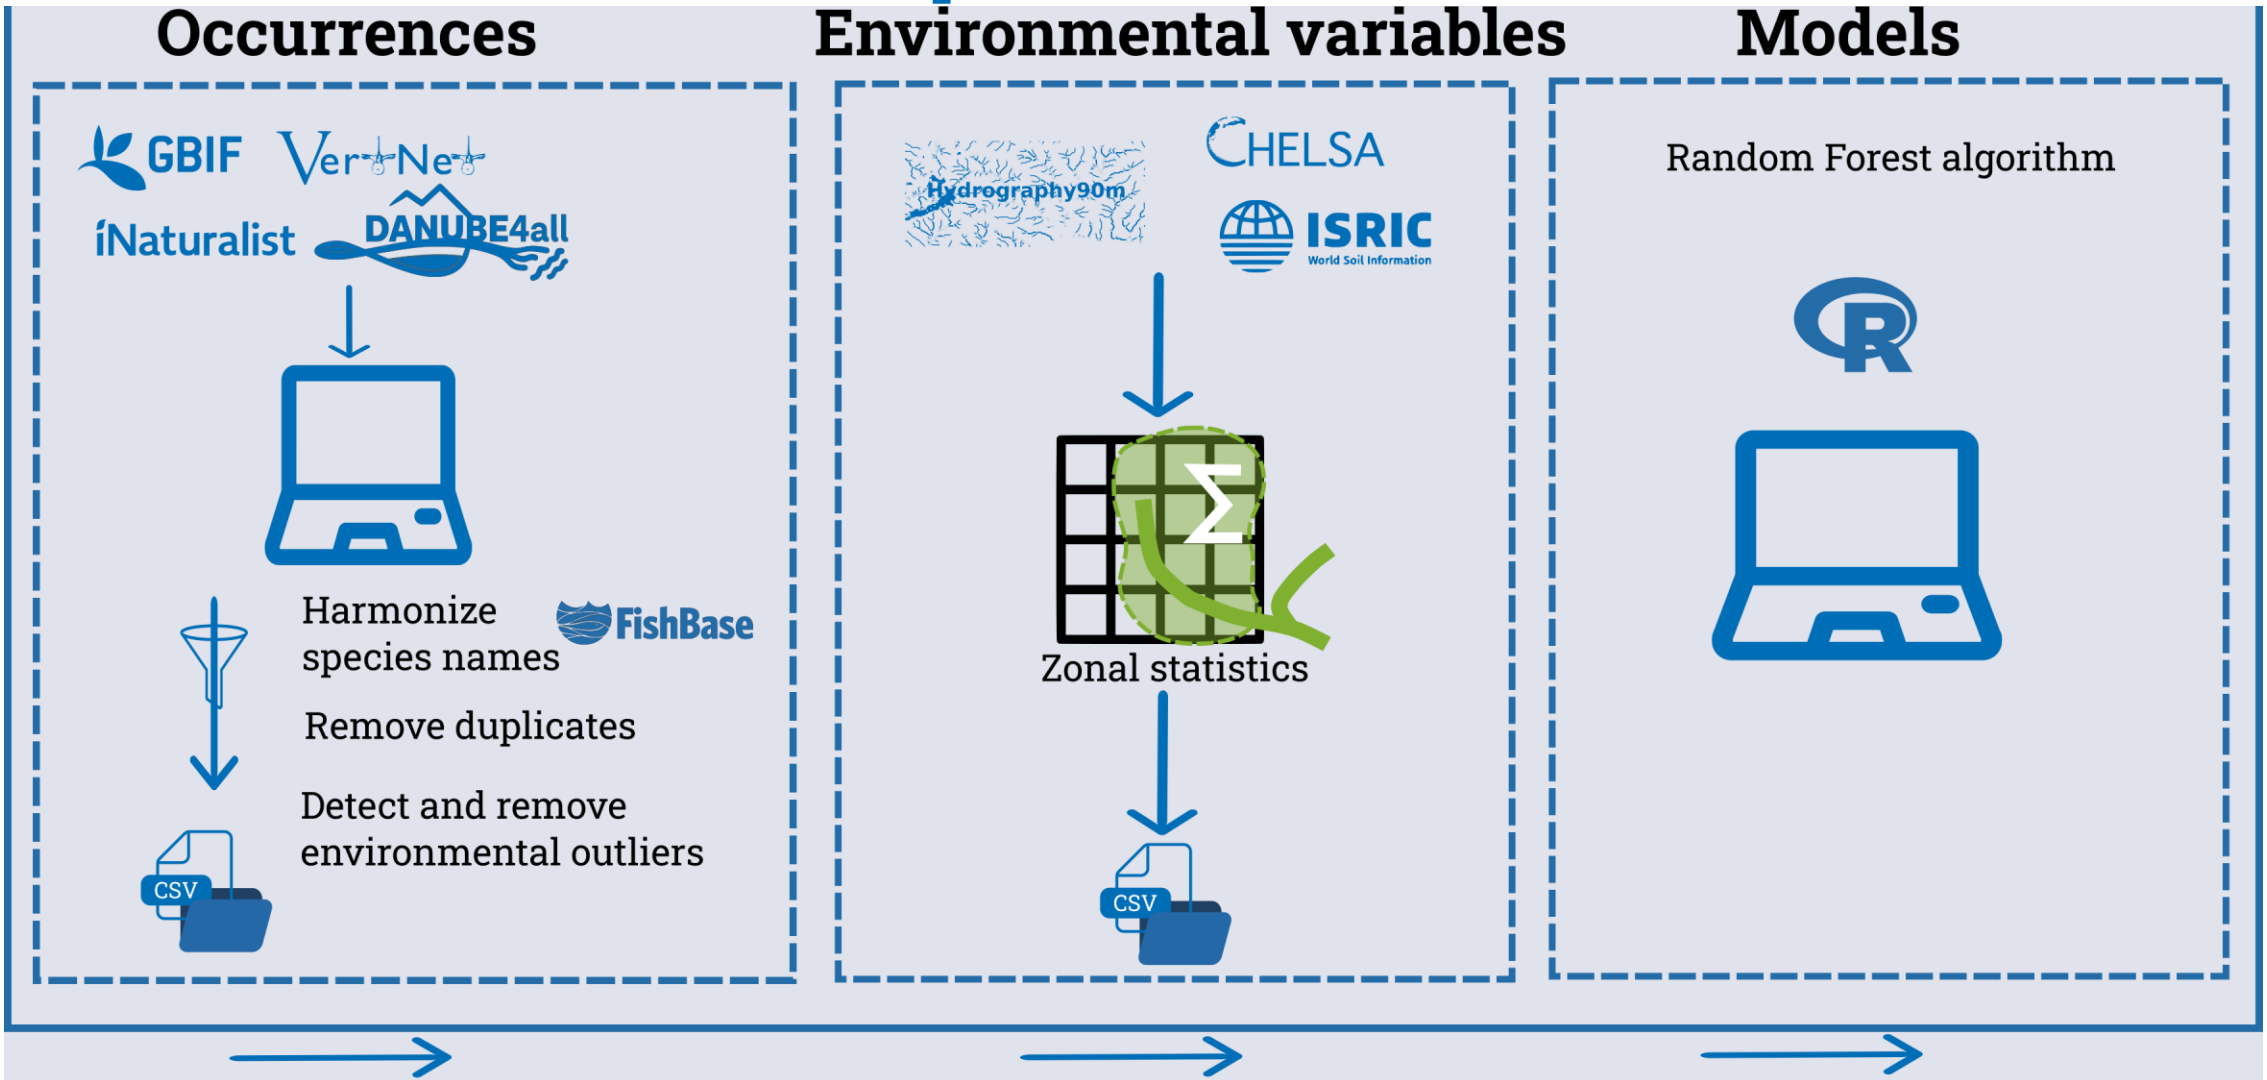 Occurrences
GBIF
VertNet
iNaturalist
DANUBE4all
Harmonize
species names
FishBase
Remove duplicates
Detect and remove
environmental outliers
CSV
Environmental variables
Hydrography90m
CHELSA
ISRIC
World Soil Information
Σ
Zonal statistics
CSV
Models
Random Forest algorithm
R